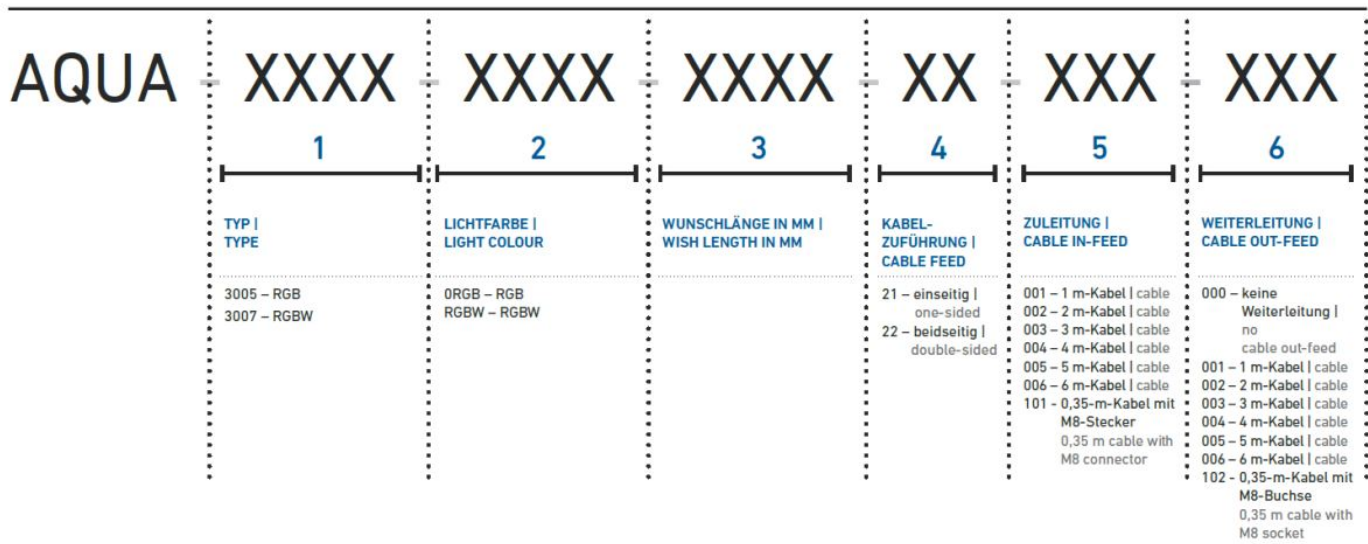 AQUA - XXXX - XXXX - XXXX - XX - XXX - XXX
1 2 3 4 5 6
TYP |
TYPE
3005 – RGB
3007 – RGBW
LICHTFARBE |
LIGHT COLOUR
0RGB – RGB
RGBW – RGBW
WUNSCHLÄNGE IN MM |
WISH LENGTH IN MM
KABEL-
ZUFÜHRUNG |
CABLE FEED
21 – einseitig |
one-sided
22 – beidseitig |
double-sided
ZULEITUNG |
CABLE IN-FEED
001 – 1 m-Kabel | cable
002 – 2 m-Kabel | cable
003 – 3 m-Kabel | cable
004 – 4 m-Kabel | cable
005 – 5 m-Kabel | cable
006 – 6 m-Kabel | cable
101 - 0,35-m-Kabel mit
M8-Stecker
0,35 m cable with
M8 connector
WEITERLEITUNG |
CABLE OUT-FEED
000 – keine
Weiterleitung |
no
cable out-feed
001 – 1 m-Kabel | cable
002 – 2 m-Kabel | cable
003 – 3 m-Kabel | cable
004 – 4 m-Kabel | cable
005 – 5 m-Kabel | cable
006 – 6 m-Kabel | cable
102 - 0,35-m-Kabel mit
M8-Buchse
0,35 m cable with
M8 socket